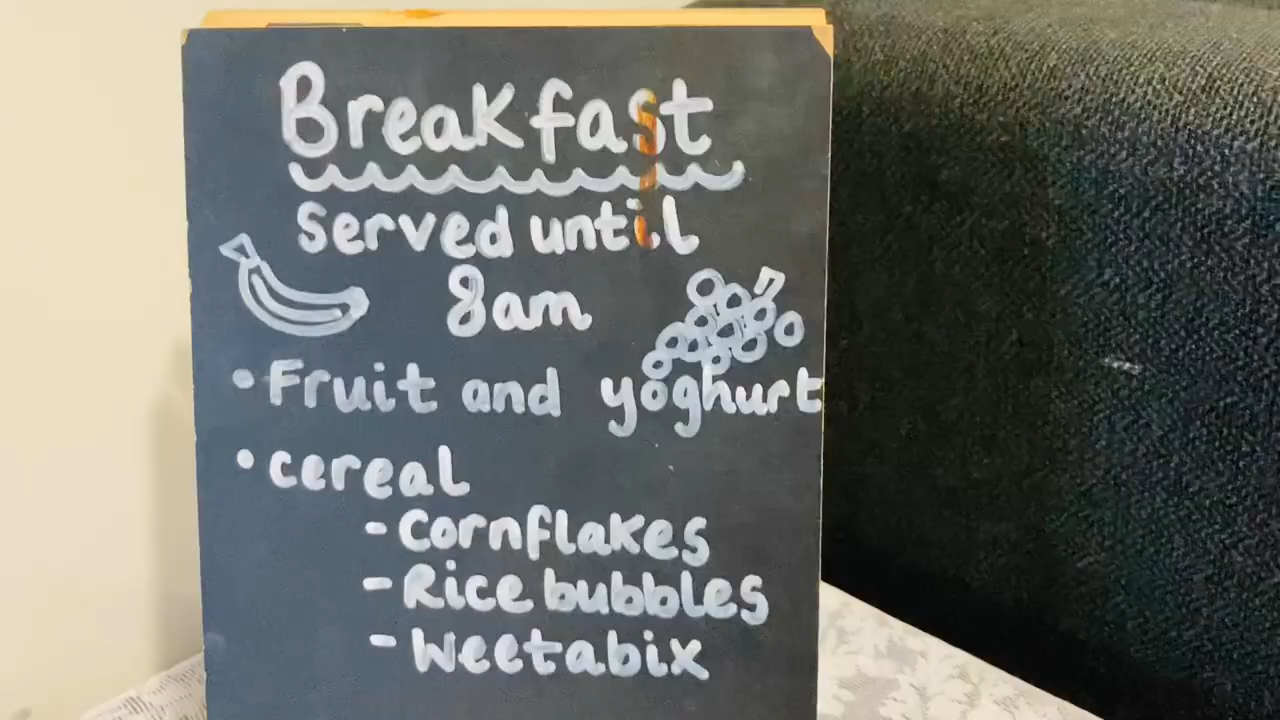 Breakfast
served until
8am
• Fruit and yoghurt
• cereal
- Cornflakes
- Rice bubbles
- Weetabix